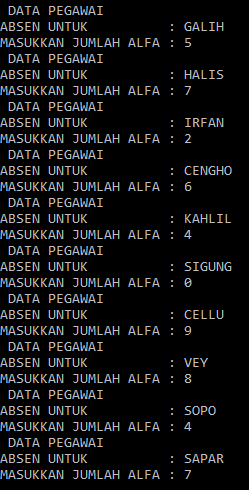 DATA PEGAWAI
ABSEN UNTUK : GALIH
MASUKKAN JUMLAH ALFA : 5
DATA PEGAWAI
ABSEN UNTUK : HALIS
MASUKKAN JUMLAH ALFA : 7
DATA PEGAWAI
ABSEN UNTUK : IRFAN
MASUKKAN JUMLAH ALFA : 2
DATA PEGAWAI
ABSEN UNTUK : CENGHO
MASUKKAN JUMLAH ALFA : 6
DATA PEGAWAI
ABSEN UNTUK : KAHLIL
MASUKKAN JUMLAH ALFA : 4
DATA PEGAWAI
ABSEN UNTUK : SIGUNG
MASUKKAN JUMLAH ALFA : 0
DATA PEGAWAI
ABSEN UNTUK : CELLU
MASUKKAN JUMLAH ALFA : 9
DATA PEGAWAI
ABSEN UNTUK : VEY
MASUKKAN JUMLAH ALFA : 8
DATA PEGAWAI
ABSEN UNTUK : SOPO
MASUKKAN JUMLAH ALFA : 4
DATA PEGAWAI
ABSEN UNTUK : SAPAR
MASUKKAN JUMLAH ALFA : 7